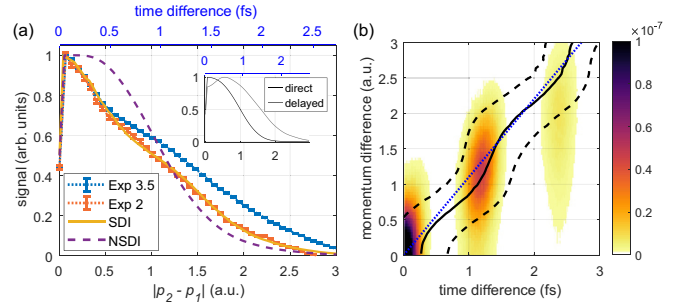 time difference (fs)
(a)
0 0.5 1 1.5 2 2.5
signal (arb. units)
1
0.8
0.6
0.4
0.2
0
0 1 2
1
0.5
0
direct
delayed
0 1 2
Exp 3.5
Exp 2
SDI
NSDI
0 0.5 1 1.5 2 2.5 3
|p2 - p1| (a.u.)
(b)
momentum difference (a.u.)
3
2.5
2
1.5
1
0.5
0
0 1 2 3
time difference (fs)
×10⁻⁷
1
0.8
0.6
0.4
0.2
0